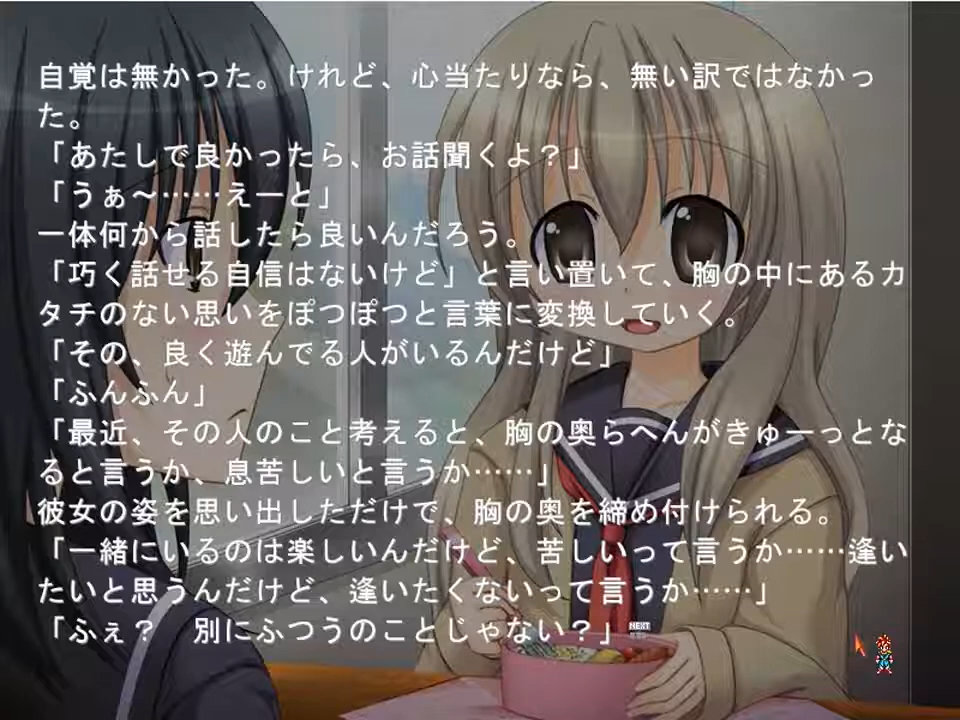 自覚は無かった。けれど、心当たりなら、無い訳ではなかっ
た。
「あたしで良かったら、お話聞くよ？」
「うぁ～……えーと」
一体何から話したら良いんだろう。
「巧く話せる自信はないけど」と言い置いて、胸の中にあるカ
タチのない思いをぽつぽつと言葉に変換していく。
「その、良く遊んでる人がいるんだけど」
「ふんふん」
「最近、その人のこと考えると、胸の奥らへんがきゅーっとな
ると言うか、息苦しいと言うか……」
彼女の姿を思い出しただけで、胸の奥を締め付けられる。
「一緒にいるのは楽しいんだけど、苦しいって言うか……逢い
たいと思うんだけど、逢いたくないって言うか……」
「ふぇ？　別にふつうのことじゃない？」 NEXT